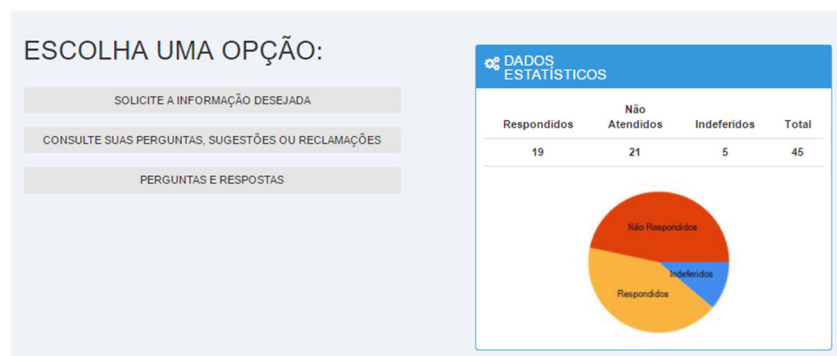 ESCOLHA UMA OPÇÃO:
SOLICITE A INFORMAÇÃO DESEJADA
CONSULTE SUAS PERGUNTAS, SUGESTÕES OU RECLAMAÇÕES
PERGUNTAS E RESPOSTAS
DADOS
ESTATÍSTICOS
Respondidos Não Atendidos Indeferidos Total
19 21 5 45
Não Respondidos
Indeferidos
Respondidos